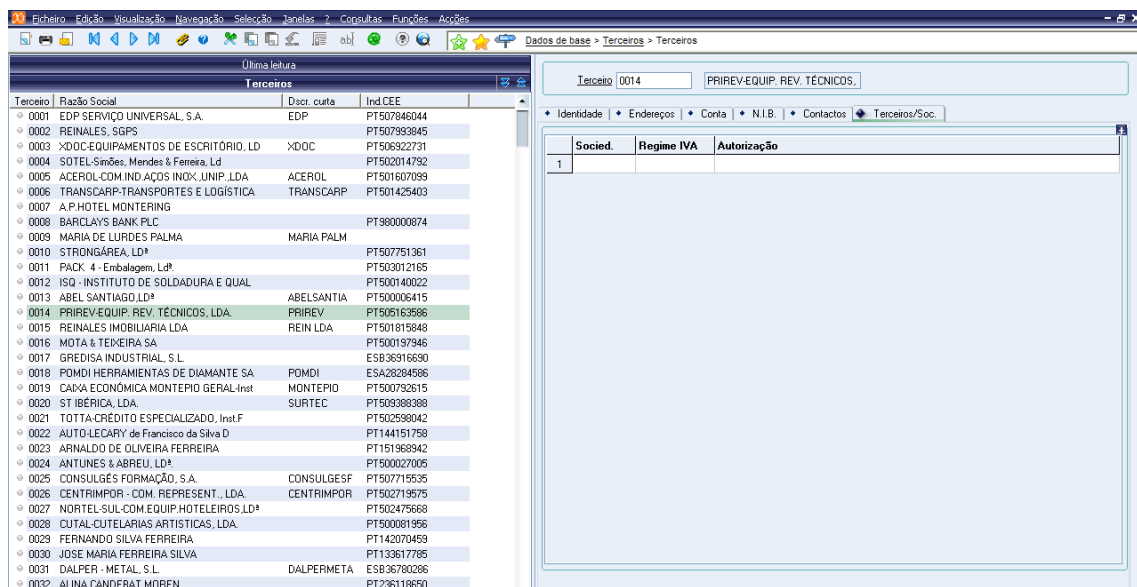 Ficheiro Edição Visualização Navegação Selecção Janelas ? Consultas Funções Acções
Dados de base > Terceiros > Terceiros
Última leitura
Terceiros
Terceiro Razão Social Dscr. curta Ind.CEE
0001 EDP SERVIÇO UNIVERSAL, S.A. EDP PT507846044
0002 REINALES, SGPS PT507993845
0003 XDOC-EQUIPAMENTOS DE ESCRITÓRIO, LD XDOC PT506922731
0004 SOTEL-Simões, Mendes & Ferreira, Ld PT502014792
0005 ACEROL-COM.IND.AÇOS INOX.,UNIP.,LDA ACEROL PT501607099
0006 TRANSCARP-TRANSPORTES E LOGÍSTICA TRANSCARP PT501425403
0007 A.P.HOTEL MONTERING
0008 BARCLAYS BANK PLC PT980000874
0009 MARIA DE LURDES PALMA MARIA PALM
0010 STRONGÁREA, LDª PT507751361
0011 PACK 4 - Embalagem, Ldª. PT503012165
0012 ISQ - INSTITUTO DE SOLDADURA E QUAL PT500140022
0013 ABEL SANTIAGO,LDª ABELSANTIA PT500006415
0014 PRIREV-EQUIP. REV. TÉCNICOS, LDA. PRIREV PT505163586
0015 REINALES IMOBILIARIA LDA REIN LDA PT501815848
0016 MOTA & TEIXEIRA SA PT500197946
0017 GREDISA INDUSTRIAL, S.L. ESB36916690
0018 POMDI HERRAMIENTAS DE DIAMANTE SA POMDI ESA28284586
0019 CAIXA ECONÓMICA MONTEPIO GERAL-Inst MONTEPIO PT500792615
0020 ST IBÉRICA, LDA. SURTEC PT509388388
0021 TOTTA-CRÉDITO ESPECIALIZADO, Inst.F PT502598042
0022 AUTO-LECARY de Francisco da Silva D PT144151758
0023 ARNALDO DE OLIVEIRA FERREIRA PT151968942
0024 ANTUNES & ABREU, LDª. PT500027005
0025 CONSULGÉS FORMAÇÃO, S.A. CONSULGESF PT507715535
0026 CENTRIMPOR - COM. REPRESENT., LDA. CENTRIMPOR PT502719575
0027 NORTEL-SUL-COM.EQUIP.HOTELEIROS,LDª PT502475668
0028 CUTAL-CUTELARIAS ARTISTICAS, LDA. PT500081956
0029 FERNANDO SILVA FERREIRA PT142070459
0030 JOSE MARIA FERREIRA SILVA PT133617785
0031 DALPER - METAL, S.L. DALPERMETA ESB36780286
0032 ALINA CANDEBAT MOREN PT236118650
Terceiro 0014 PRIREV-EQUIP. REV. TÉCNICOS,
Identidade Endereços Conta N.I.B. Contactos Terceiros/Soc.
Socied. Regime IVA Autorização
1